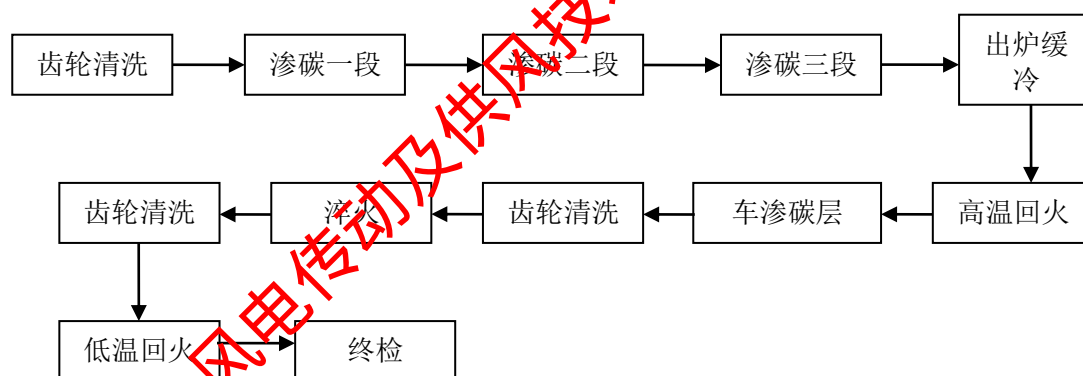 齿轮清洗
渗碳一段
渗碳二段
渗碳三段
出炉缓
冷
高温回火
车渗碳层
齿轮清洗
淬火
齿轮清洗
低温回火
终检
风电传动及供风技